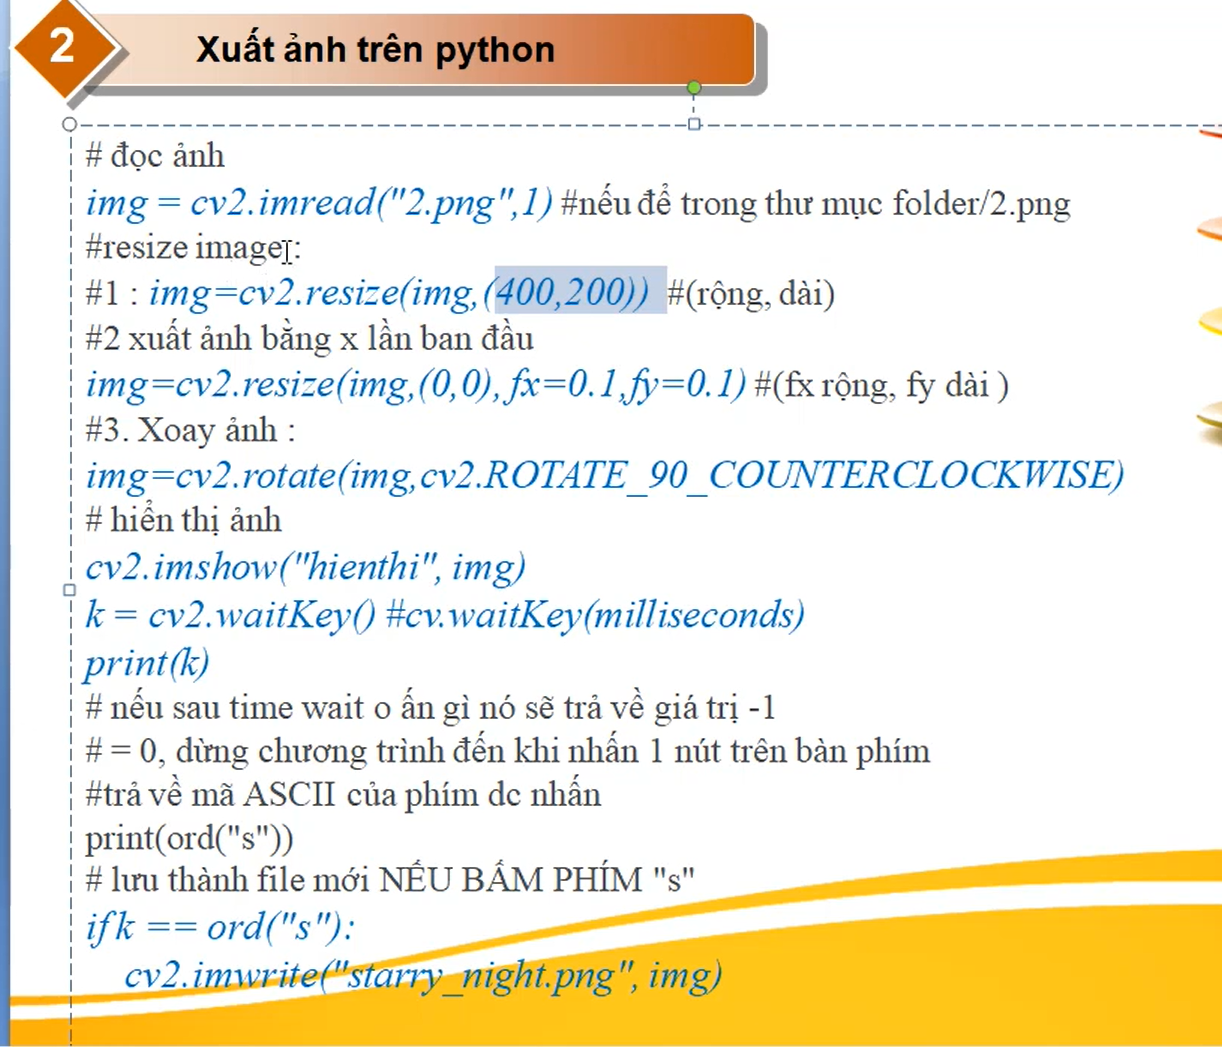 2
Xuất ảnh trên python
# đọc ảnh
img = cv2.imread("2.png",1) #nếu để trong thư mục folder/2.png
#resize image:
#1 : img=cv2.resize(img,(400,200)) #(rộng, dài)
#2 xuất ảnh bằng x lần ban đầu
img=cv2.resize(img,(0,0), fx=0.1,fy=0.1) #(fx rộng, fy dài )
#3. Xoay ảnh :
img=cv2.rotate(img,cv2.ROTATE_90_COUNTERCLOCKWISE)
# hiển thị ảnh
cv2.imshow("hienthi", img)
k = cv2.waitKey() #cv.waitKey(milliseconds)
print(k)
# nếu sau time wait o ấn gì nó sẽ trả về giá trị -1
# = 0, dừng chương trình đến khi nhấn 1 nút trên bàn phím
#trả về mã ASCII của phím dc nhấn
print(ord("s"))
# lưu thành file mới NẾU BẤM PHÍM "s"
if k == ord("s"):
cv2.imwrite("starry_night.png", img)